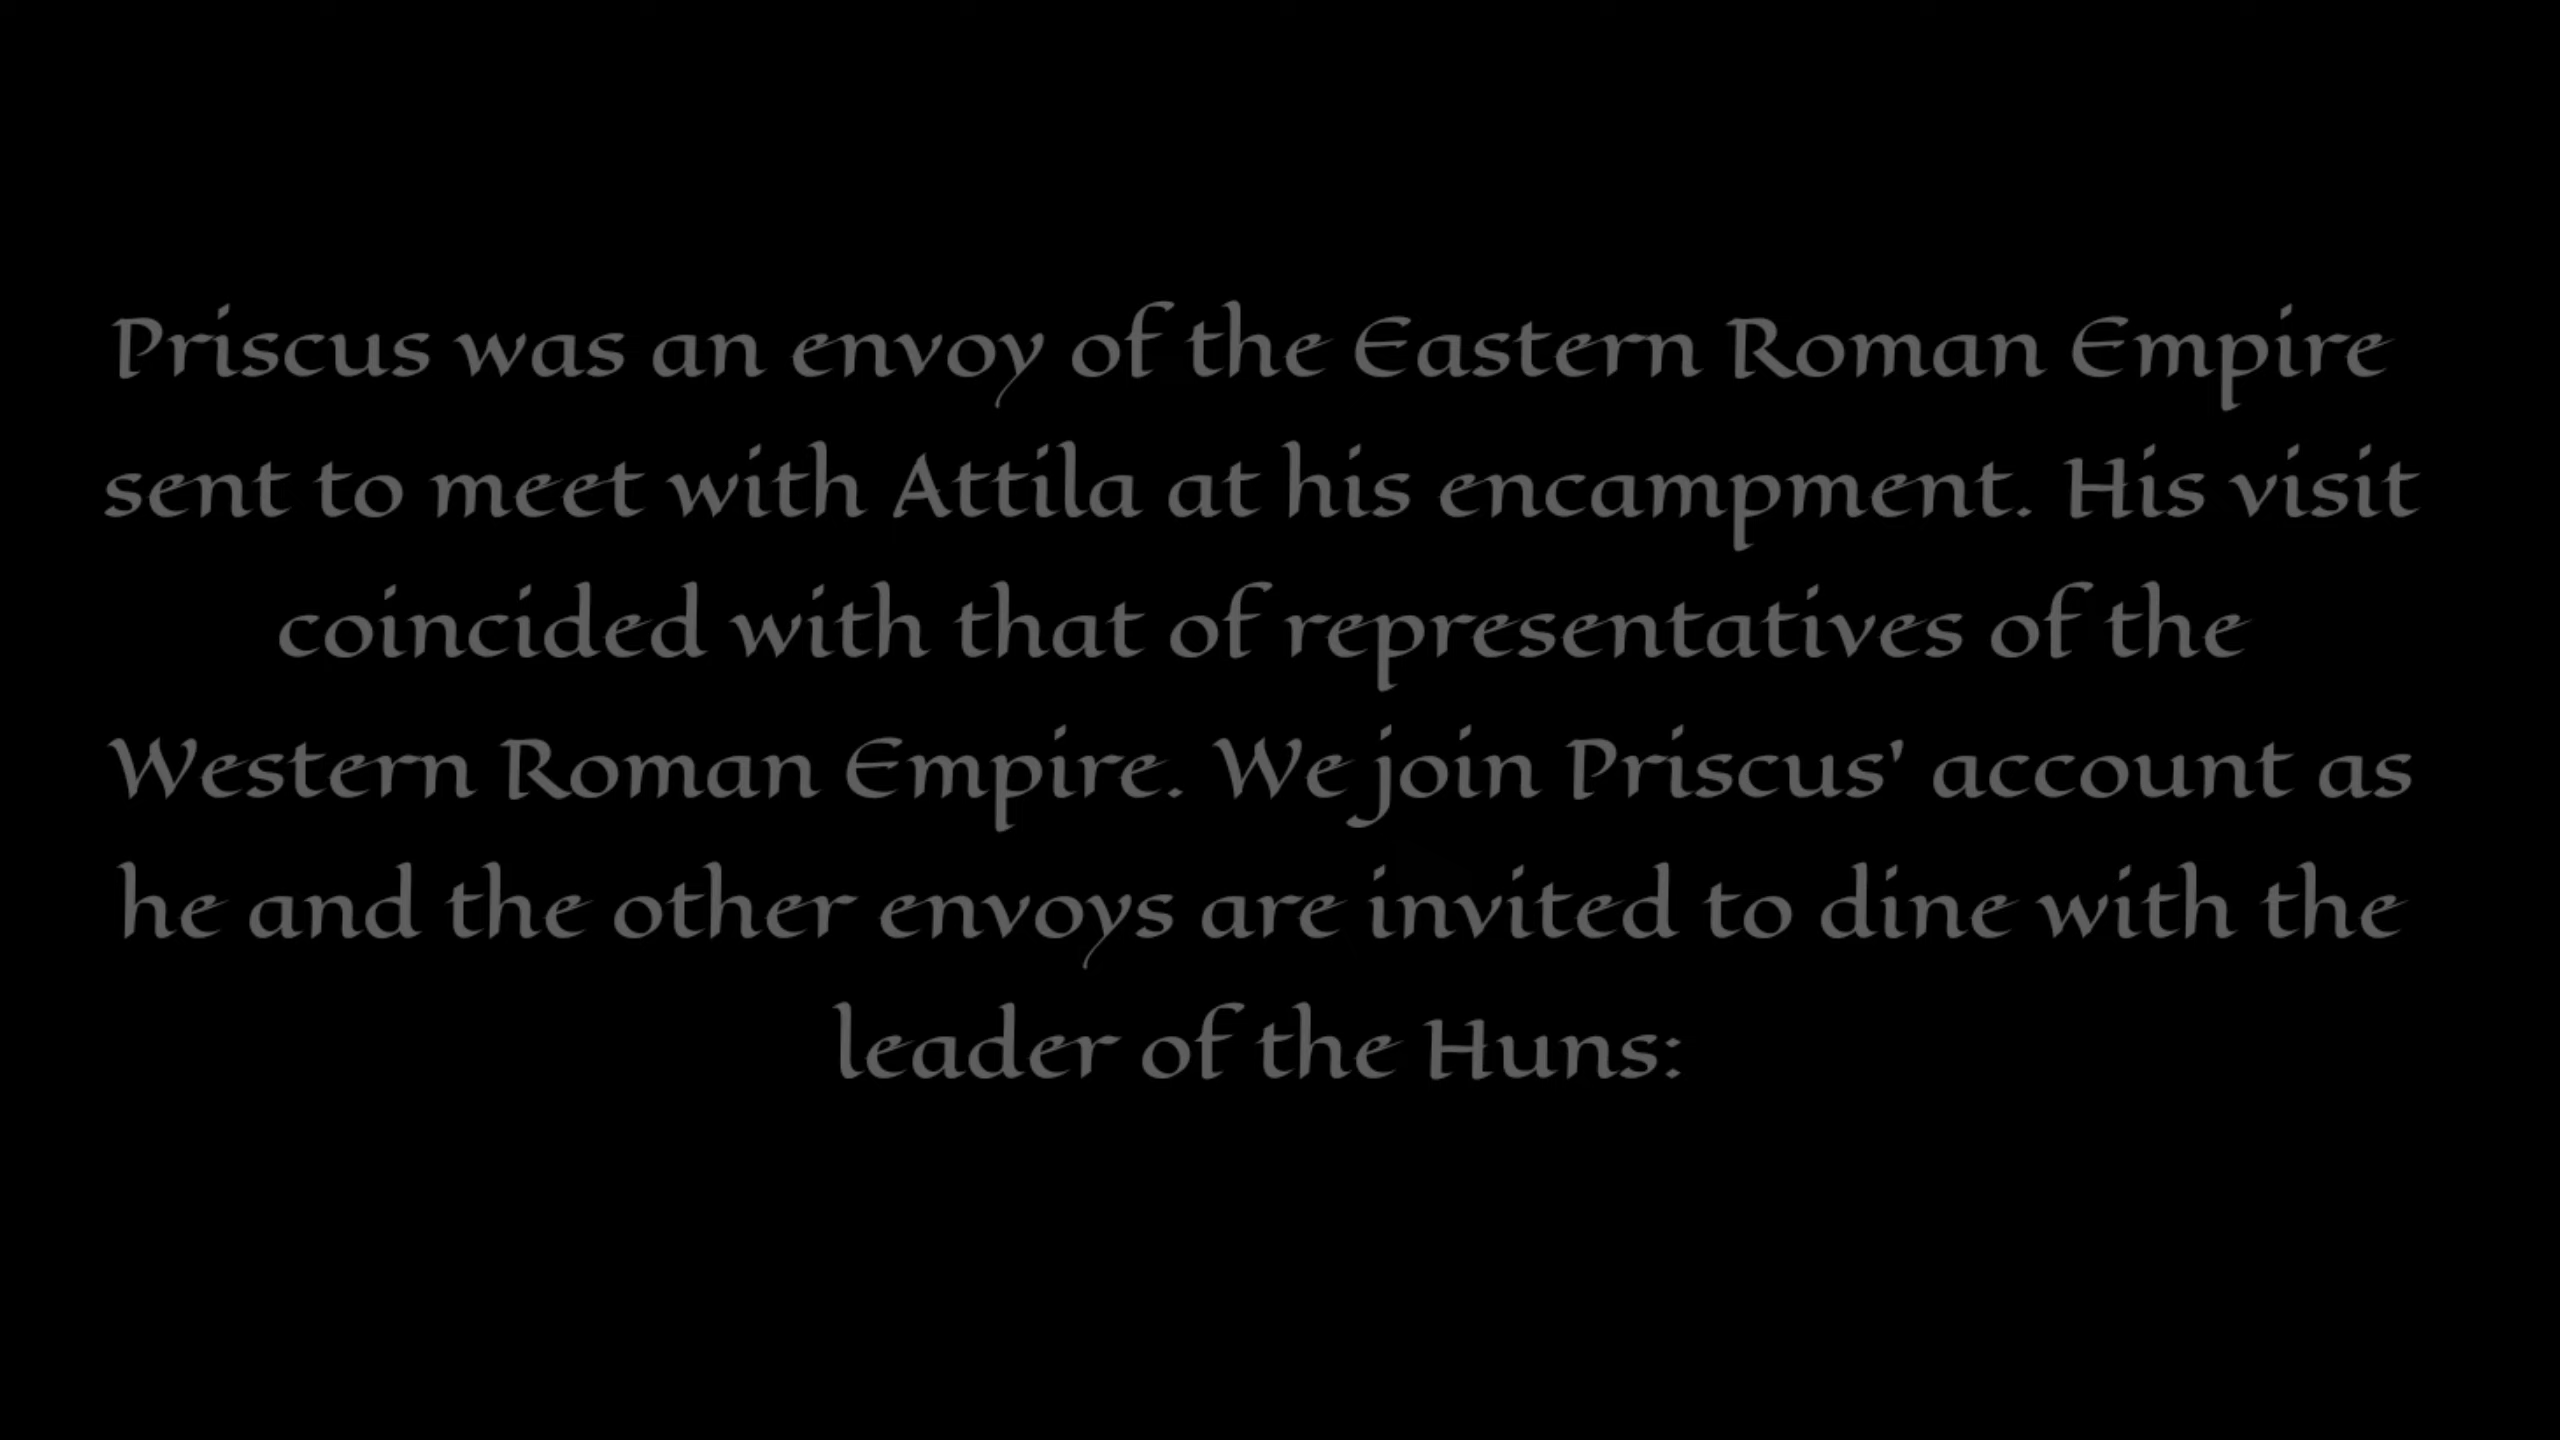 Priscus was an envoy of the Eastern Roman Empire
sent to meet with Attila at his encampment. His visit
coincided with that of representatives of the
Western Roman Empire. We join Priscus' account as
he and the other envoys are invited to dine with the
leader of the Huns: